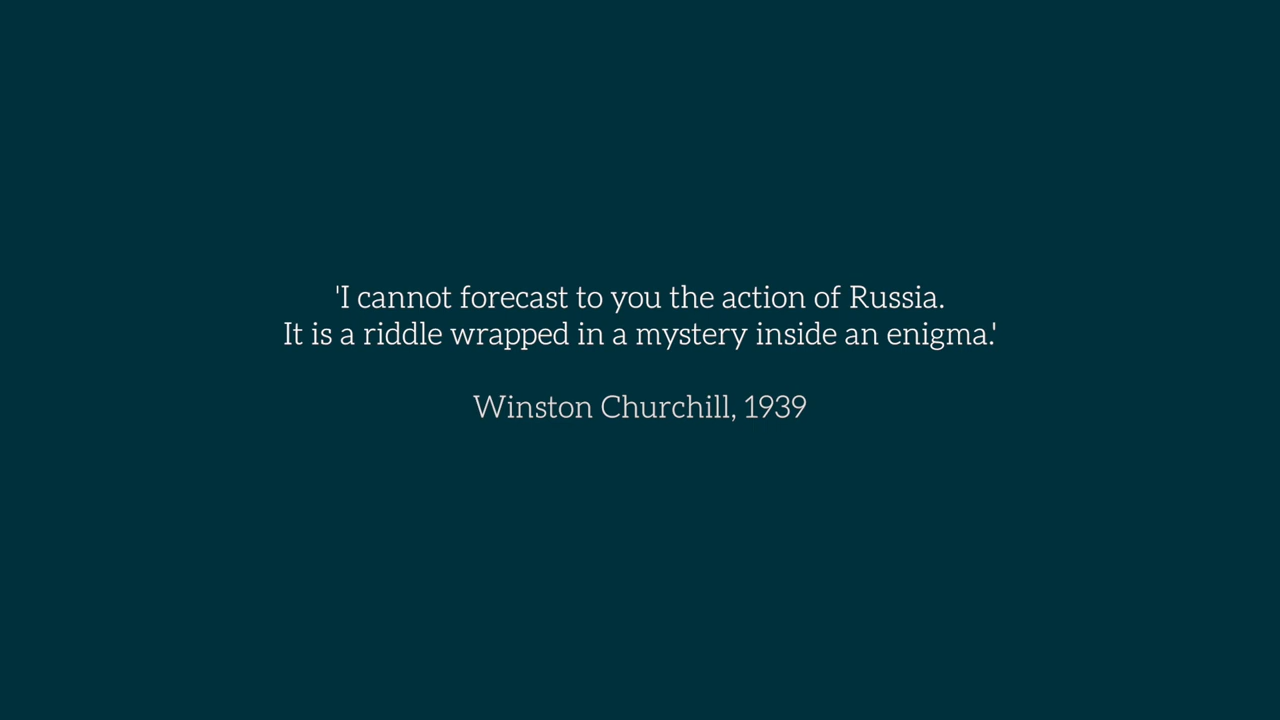 'I cannot forecast to you the action of Russia.
It is a riddle wrapped in a mystery inside an enigma.'
Winston Churchill, 1939